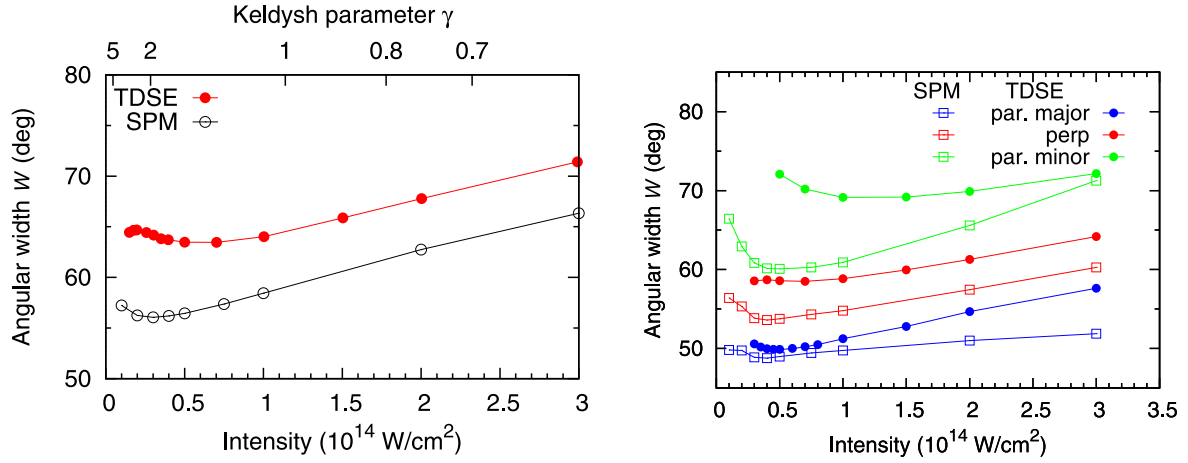 Keldysh parameter γ
5 2 1 0.8 0.7
80
70
60
50
Angular width w (deg)
TDSE
SPM
0 0.5 1 1.5 2 2.5 3
Intensity (10^14 W/cm^2)
80
70
60
50
Angular width w (deg)
SPM TDSE
par. major
perp
par. minor
0.5 1 1.5 2 2.5 3 3.5
Intensity (10^14 W/cm^2)